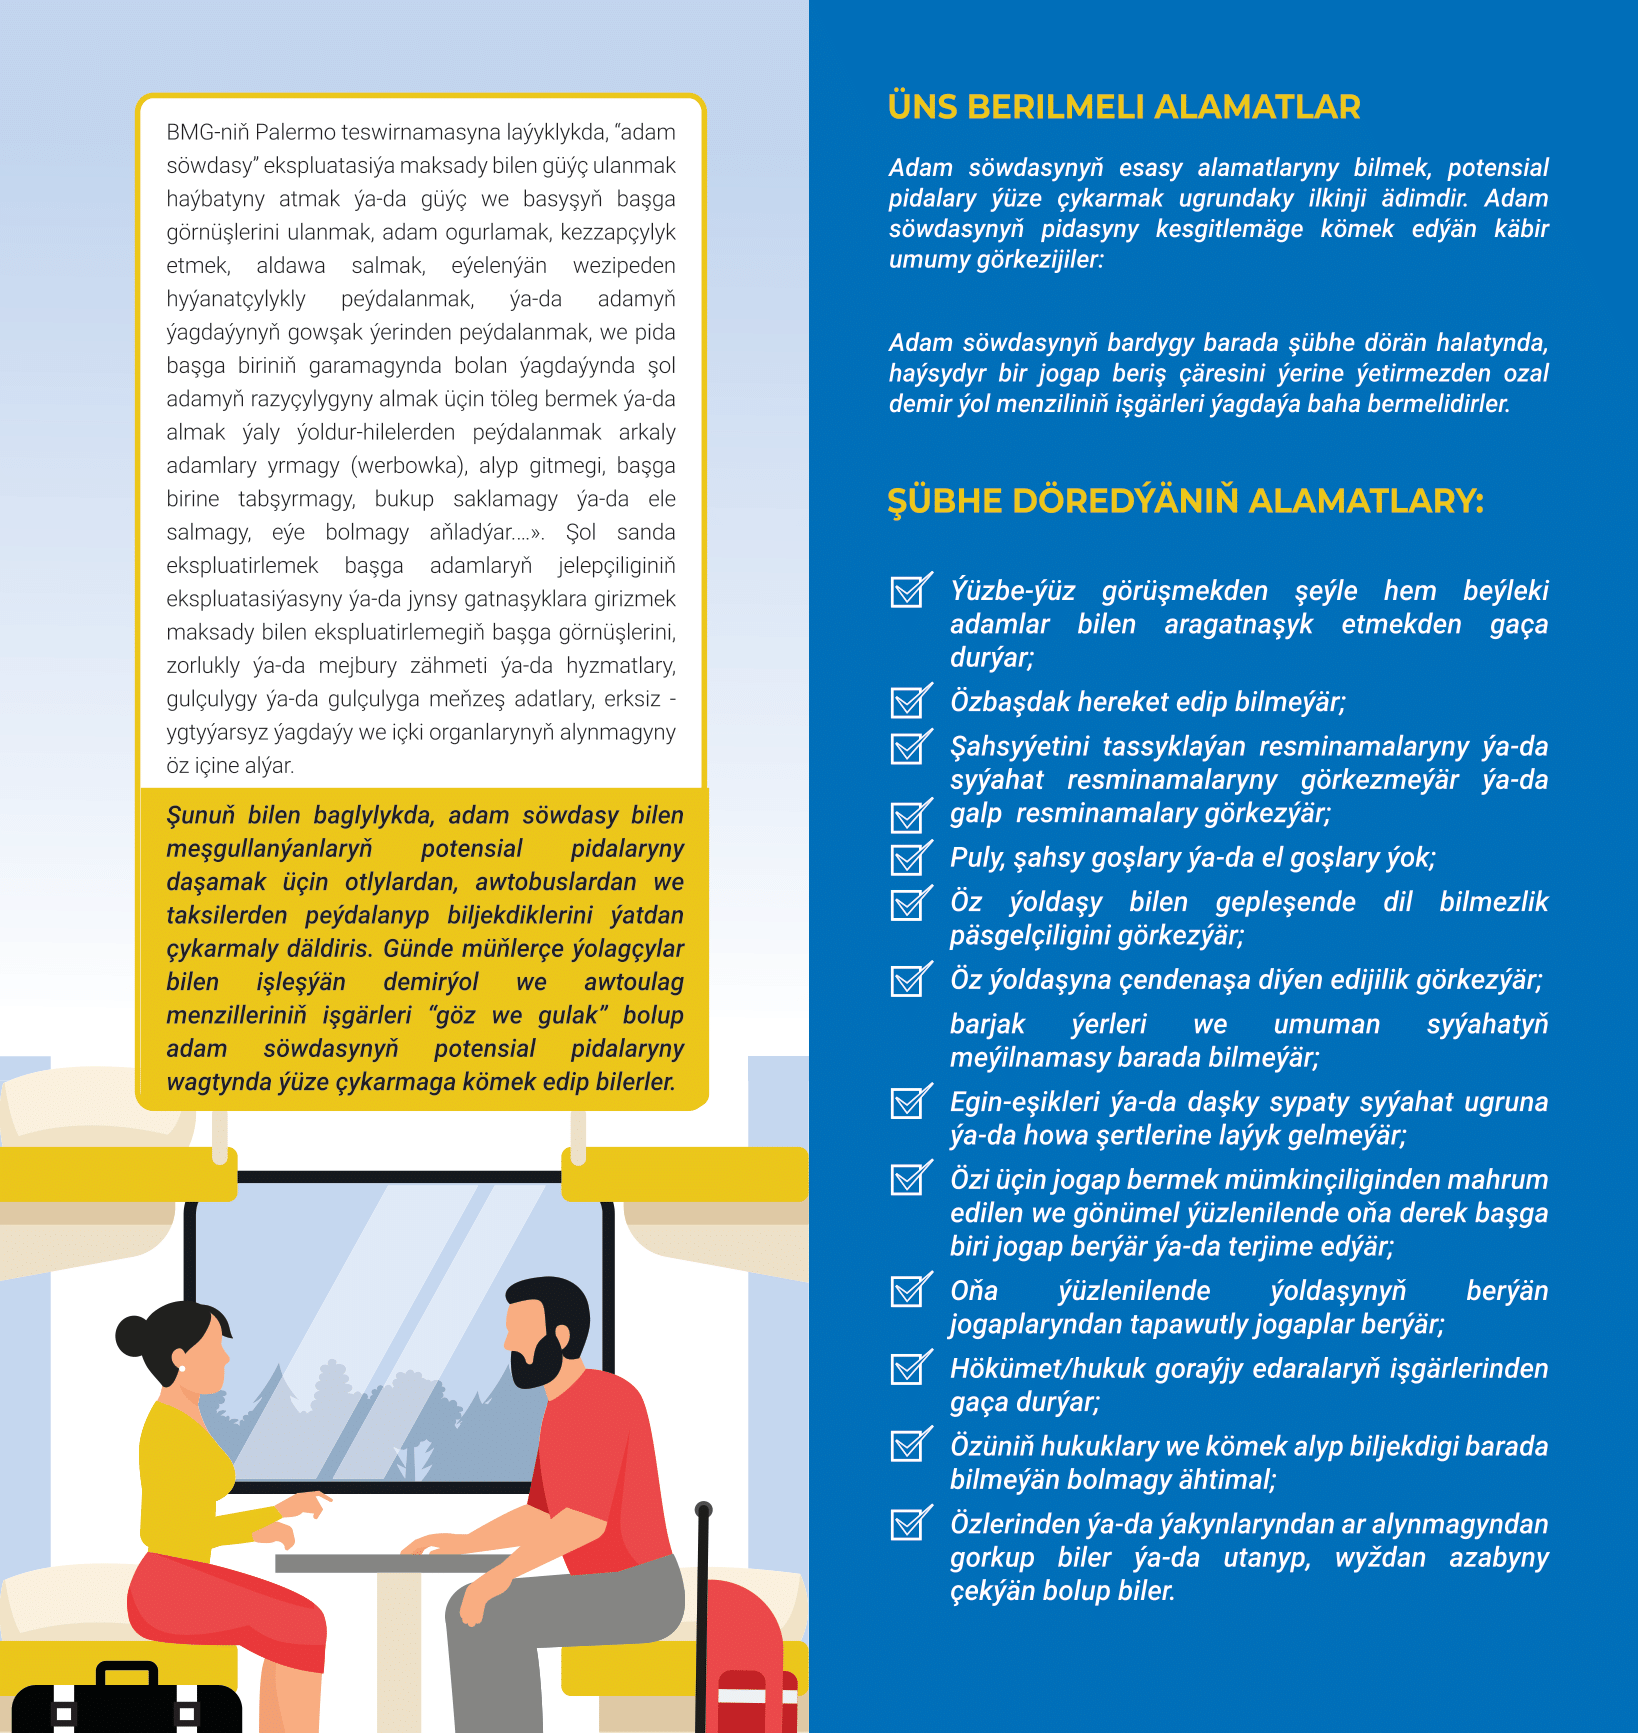 BMG-niň Palermo teswirnamasyna laýyklykda, “adam
söwdasy” ekspluatasiýa maksady bilen güýç ulanmak
haýbatyny atmak ýa-da güýç we basyşyň başga
görnüşlerini ulanmak, adam ogurlamak, kezzapçylyk
etmek, aldawa salmak, eýelenýän wezipeden
hyýanatçylykly peýdalanmak, ýa-da adamyň
ýagdaýynyň gowşak ýerinden peýdalanmak, we pida
başga biriniň garamagynda bolan ýagdaýynda şol
adamyň razyçylygyny almak üçin töleg bermek ýa-da
almak ýaly ýoldur-hilelerden peýdalanmak arkaly
adamlary yrmagy (werbowka), alyp gitmegi, başga
birine tabşyrmagy, bukup saklamagy ýa-da ele
salmagy, eýe bolmagy aňladýar....». Şol sanda
ekspluatirlemek başga adamlaryň jelepçiliginiň
ekspluatasiýasyny ýa-da jynsy gatnaşyklara girizmek
maksady bilen ekspluatirlemegiň başga görnüşlerini,
zorlukly ýa-da mejbury zähmeti ýa-da hyzmatlary,
gulçulygy ýa-da gulçulyga meňzeş adatlary, erksiz -
ygtyýarsyz ýagdaýy we içki organlarynyň alynmagyny
öz içine alýar.
Şunuň bilen baglylykda, adam söwdasy bilen
meşgullanýanlaryň potensial pidalaryny
daşamak üçin otlylardan, awtobuslardan we
taksilerden peýdalanyp biljekdiklerini ýatdan
çykarmaly däldiris. Günde müňlerçe ýolagçylar
bilen işleşýän demirýol we awtoulag
menzilleriniň işgärleri “göz we gulak” bolup
adam söwdasynyň potensial pidalaryny
wagtynda ýüze çykarmaga kömek edip bilerler.
ÜNS BERILMELI ALAMATLAR
Adam söwdasynyň esasy alamatlaryny bilmek, potensial
pidalary ýüze çykarmak ugrundaky ilkinji ädimdir. Adam
söwdasynyň pidasyny kesgitlemäge kömek edýän käbir
umumy görkezijiler:
Adam söwdasynyň bardygy barada şübhe dörän halatynda,
haýsydyr bir jogap beriş çäresini ýerine ýetirmezden ozal
demir ýol menziliniň işgärleri ýagdaýa baha bermelidirler.
ŞÜBHE DÖREDÝÄNIŇ ALAMATLARY:
Ýüzbe-ýüz görüşmekden şeýle hem beýleki
adamlar bilen aragatnaşyk etmekden gaça
durýar;
Özbaşdak hereket edip bilmeýär;
Şahsyýetini tassyklaýan resminamalaryny ýa-da
syýahat resminamalaryny görkezmeýär ýa-da
galp resminamalary görkezýär;
Puly, şahsy goşlary ýa-da el goşlary ýok;
Öz ýoldaşy bilen gepleşende dil bilmezlik
päsgelçiligini görkezýär;
Öz ýoldaşyna çendenaşa diýen edijilik görkezýär;
barjak ýerleri we umuman syýahatyň
meýilnamasy barada bilmeýär;
Egin-eşikleri ýa-da daşky sypaty syýahat ugruna
ýa-da howa şertlerine laýyk gelmeýär;
Özi üçin jogap bermek mümkinçiliginden mahrum
edilen we gönümel ýüzlenilende oňa derek başga
biri jogap berýär ýa-da terjime edýär;
Oňa ýüzlenilende ýoldaşynyň berýän
jogaplaryndan tapawutly jogaplar berýär;
Hökümet/hukuk goraýjy edaralaryň işgärlerinden
gaça durýar;
Özüniň hukuklary we kömek alyp biljekdigi barada
bilmeýän bolmagy ähtimal;
Özlerinden ýa-da ýakynlaryndan ar alynmagyndan
gorkup biler ýa-da utanyp, wyždan azabyny
çekýän bolup biler.